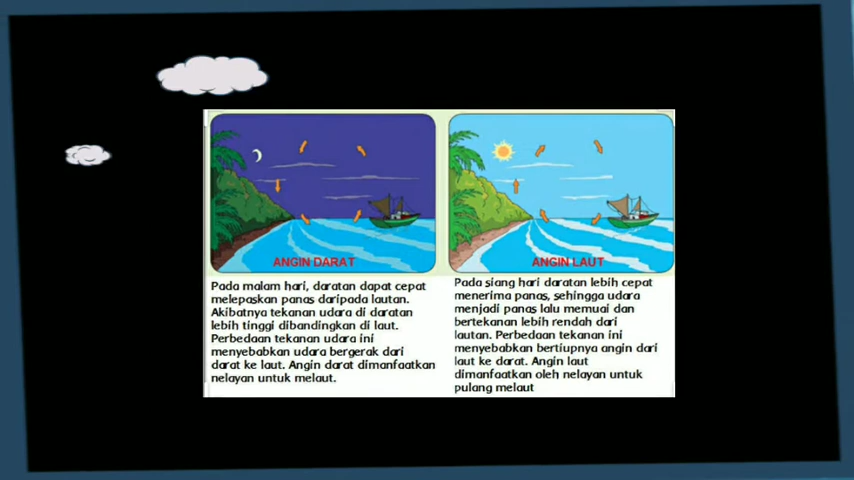 ANGIN DARAT
Pada malam hari, daratan dapat cepat
melepaskan panas daripada lautan.
Akibatnya tekanan udara di daratan
lebih tinggi dibandingkan di laut.
Perbedaan tekanan udara ini
menyebabkan udara bergerak dari
darat ke laut. Angin darat dimanfaatkan
nelayan untuk melaut.
ANGIN LAUT
Pada siang hari daratan lebih cepat
menerima panas, sehingga udara
menjadi panas lalu memuai dan
bertekanan lebih rendah dari
lautan. Perbedaan tekanan ini
menyebabkan bertiupnya angin dari
laut ke darat. Angin laut
dimanfaatkan oleh nelayan untuk
pulang melaut